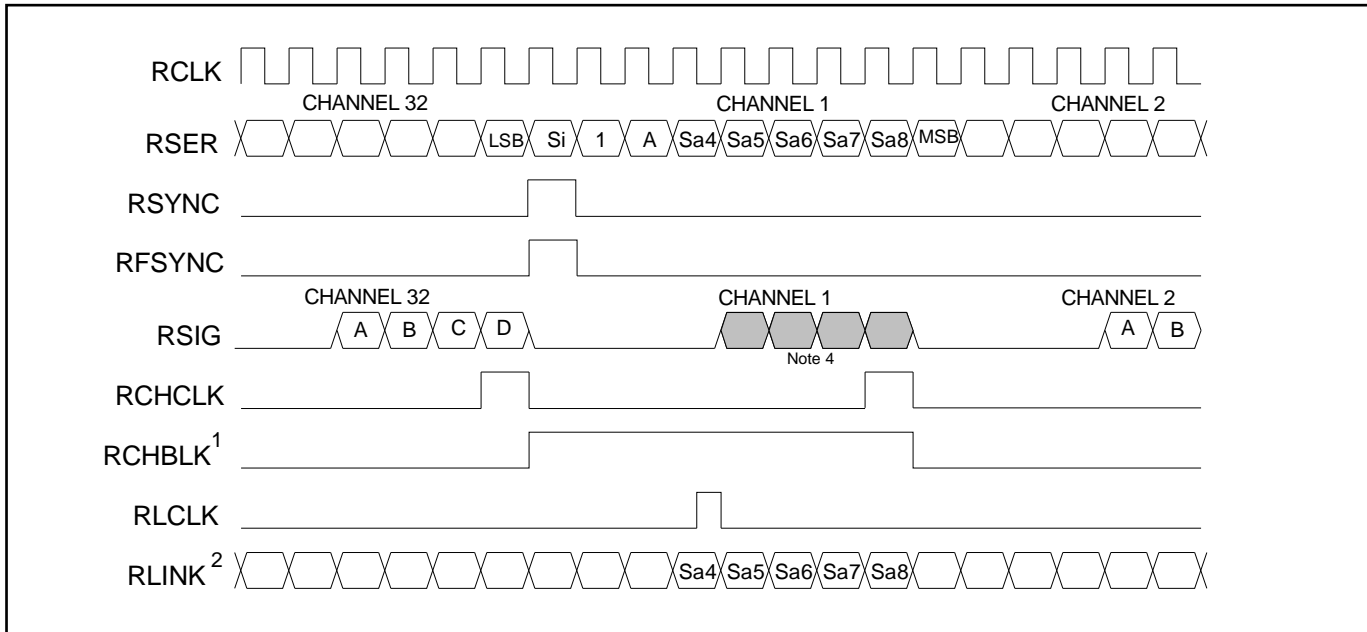 RCLK
CHANNEL 32 CHANNEL 1 CHANNEL 2
RSER LSB Si 1 A Sa4 Sa5 Sa6 Sa7 Sa8 MSB
RSYNC
RFSYNC
CHANNEL 32 CHANNEL 1 CHANNEL 2
RSIG A B C D A B
Note 4
RCHCLK
RCHBLK1
RLCLK
RLINK2 Sa4 Sa5 Sa6 Sa7 Sa8